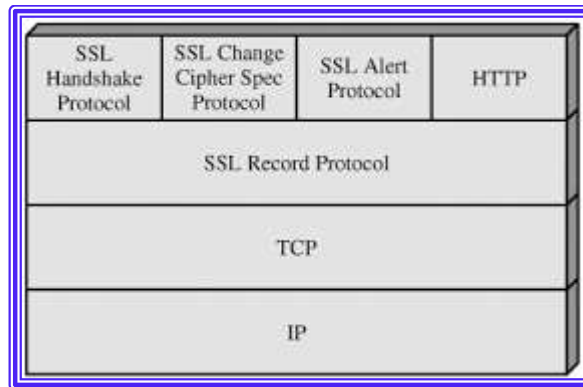 SSL
Handshake
Protocol
SSL Change
Cipher Spec
Protocol
SSL Alert
Protocol
HTTP
SSL Record Protocol
TCP
IP